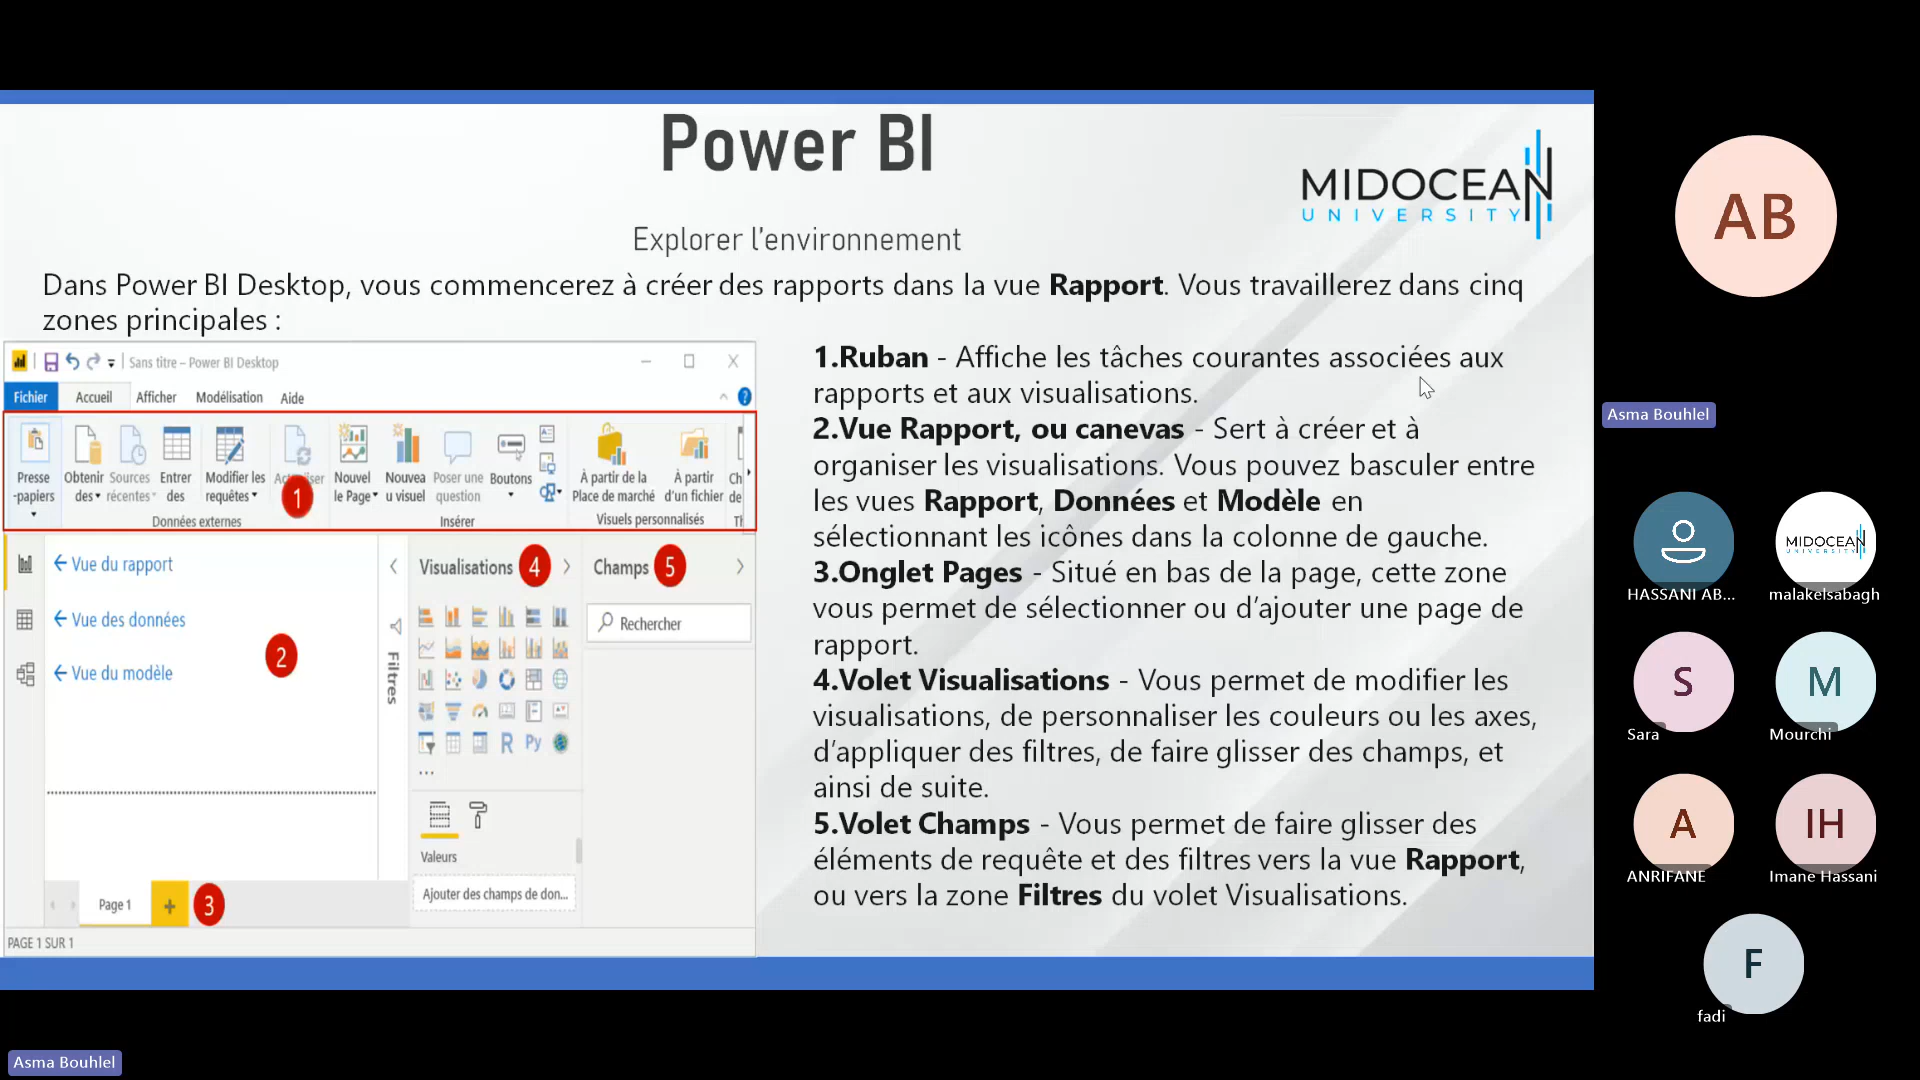 Power BI
MIDOCEAN
UNIVERSITY
Explorer l'environnement
Dans Power BI Desktop, vous commencerez à créer des rapports dans la vue Rapport. Vous travaillerez dans cinq
zones principales :
Sans titre – Power BI Desktop
Fichier Accueil Afficher Modélisation Aide
?
Presse
-papiers
Obtenir
des
Sources
récentes
Entrer
des
Modifier les
requêtes
1
Nouvel
le Page
Nouvea
u visuel
Poser une
question
Boutons
À partir de la
Place de marché
À partir
d'un fichier
Ch
de
Données externes
Insérer
Visuels personnalisés
Vue du rapport
Vue des données
Vue du modèle
2
Filtres
Visualisations 4
R Py
...
Valeurs
Ajouter des champs de don...
Champs 5
Rechercher
Page 1 + 3
PAGE 1 SUR 1
1.Ruban - Affiche les tâches courantes associées aux
rapports et aux visualisations.
2.Vue Rapport, ou canevas - Sert à créer et à
organiser les visualisations. Vous pouvez basculer entre
les vues Rapport, Données et Modèle en
sélectionnant les icônes dans la colonne de gauche.
3.Onglet Pages - Situé en bas de la page, cette zone
vous permet de sélectionner ou d'ajouter une page de
rapport.
4.Volet Visualisations - Vous permet de modifier les
visualisations, de personnaliser les couleurs ou les axes,
d'appliquer des filtres, de faire glisser des champs, et
ainsi de suite.
5.Volet Champs - Vous permet de faire glisser des
éléments de requête et des filtres vers la vue Rapport,
ou vers la zone Filtres du volet Visualisations.
AB
Asma Bouhlel
HASSANI AB...
MIDOCEAN
UNIVERSITY
malakelsabagh
S
Sara
M
Mourchi
A
ANRIFANE
IH
Imane Hassani
F
fadi
Asma Bouhlel